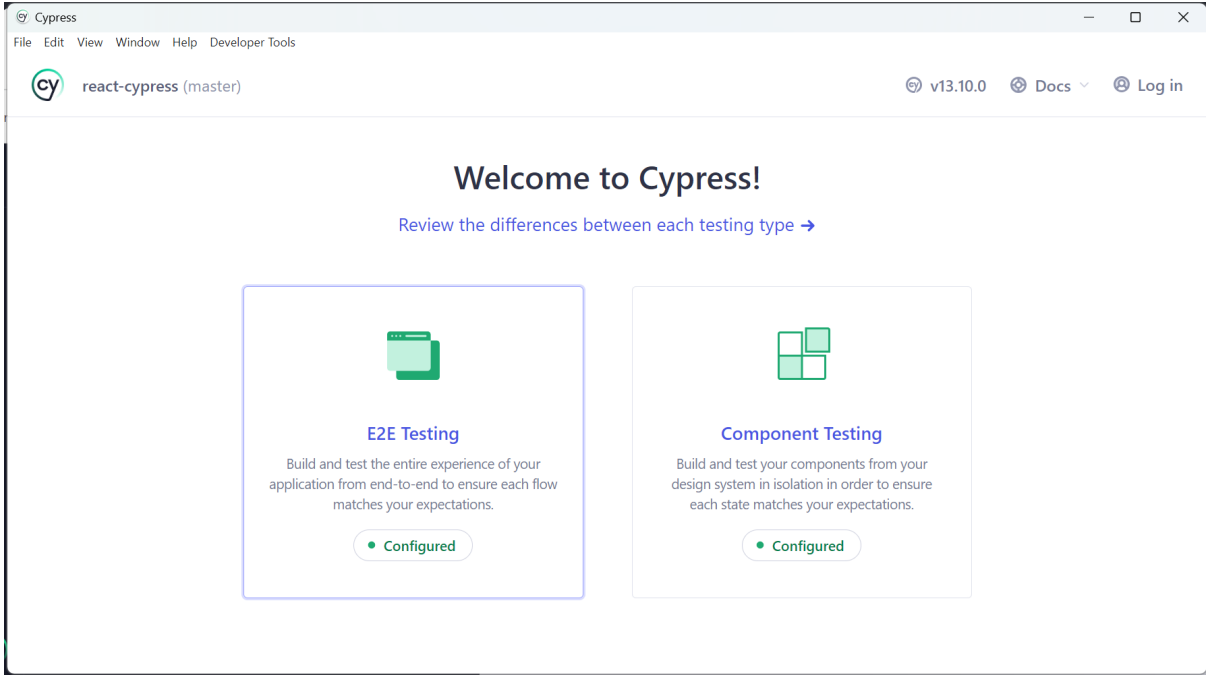 cy Cypress
File Edit View Window Help Developer Tools
cy react-cypress (master) cy v13.10.0 Docs Log in
Welcome to Cypress!
Review the differences between each testing type →
E2E Testing
Build and test the entire experience of your
application from end-to-end to ensure each flow
matches your expectations.
Configured
Component Testing
Build and test your components from your
design system in isolation in order to ensure
each state matches your expectations.
Configured